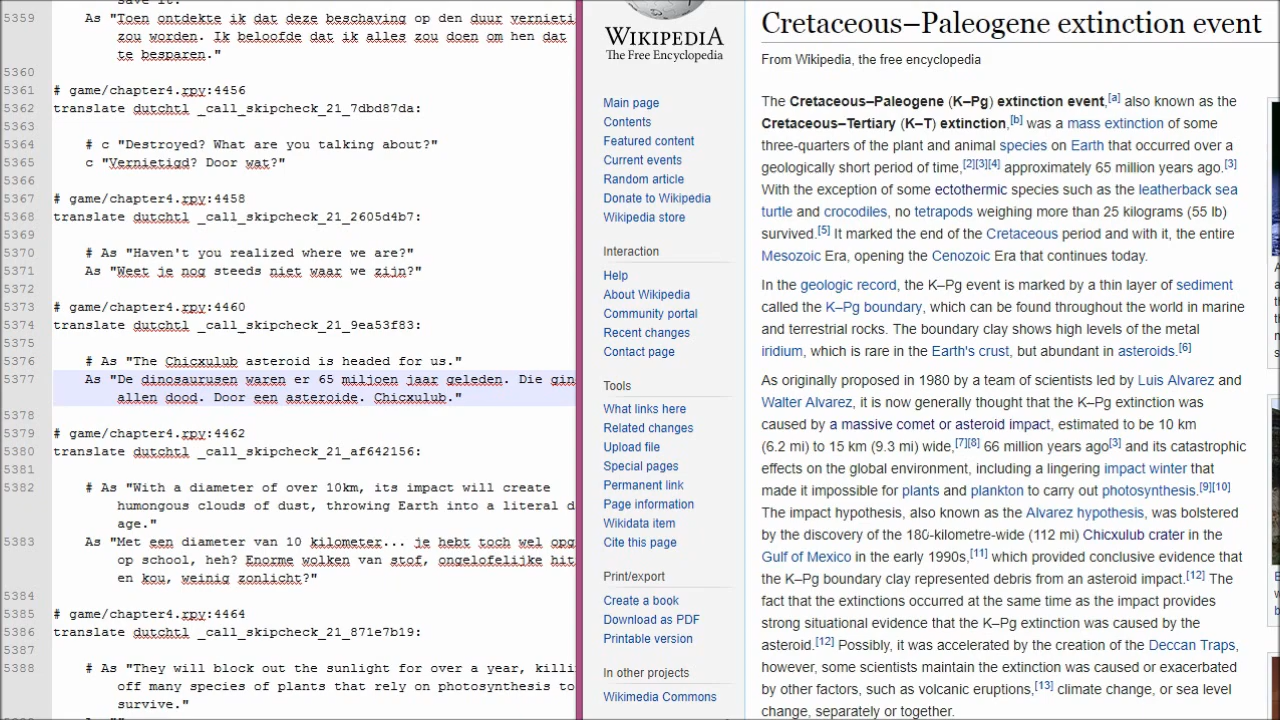 save it."
5359 As "Toen ontdekte ik dat deze beschaving op den duur vernieti
zou worden. Ik beloofde dat ik alles zou doen om hen dat
te besparen."
5360
5361 # game/chapter4.rpy:4456
5362 translate dutchtl _call_skipcheck_21_7dbd87da:
5363
5364 # c "Destroyed? What are you talking about?"
5365 c "Vernietigd? Door wat?"
5366
5367 # game/chapter4.rpy:4458
5368 translate dutchtl _call_skipcheck_21_2605d4b7:
5369
5370 # As "Haven't you realized where we are?"
5371 As "Weet je nog steeds niet waar we zijn?"
5372
5373 # game/chapter4.rpy:4460
5374 translate dutchtl _call_skipcheck_21_9ea53f83:
5375
5376 # As "The Chicxulub asteroid is headed for us."
5377 As "De dinosaurusen waren er 65 miljoen jaar geleden. Die gin
allen dood. Door een asteroide. Chicxulub."
5378
5379 # game/chapter4.rpy:4462
5380 translate dutchtl _call_skipcheck_21_af642156:
5381
5382 # As "With a diameter of over 10km, its impact will create
humongous clouds of dust, throwing Earth into a literal d
age."
5383 As "Met een diameter van 10 kilometer... je hebt toch wel opg
op school, heh? Enorme wolken van stof, ongelofelijke hit
en kou, weinig zonlicht?"
5384
5385 # game/chapter4.rpy:4464
5386 translate dutchtl _call_skipcheck_21_871e7b19:
5387
5388 # As "They will block out the sunlight for over a year, killi
off many species of plants that rely on photosynthesis to
survive."
WIKIPEDIA
The Free Encyclopedia
Main page
Contents
Featured content
Current events
Random article
Donate to Wikipedia
Wikipedia store
Interaction
Help
About Wikipedia
Community portal
Recent changes
Contact page
Tools
What links here
Related changes
Upload file
Special pages
Permanent link
Page information
Wikidata item
Cite this page
Print/export
Create a book
Download as PDF
Printable version
In other projects
Wikimedia Commons
Cretaceous–Paleogene extinction event
From Wikipedia, the free encyclopedia
The Cretaceous–Paleogene (K–Pg) extinction event,[a] also known as the
Cretaceous–Tertiary (K–T) extinction,[b] was a mass extinction of some
three-quarters of the plant and animal species on Earth that occurred over a
geologically short period of time,[2][3][4] approximately 65 million years ago.[3]
With the exception of some ectothermic species such as the leatherback sea
turtle and crocodiles, no tetrapods weighing more than 25 kilograms (55 lb)
survived.[5] It marked the end of the Cretaceous period and with it, the entire
Mesozoic Era, opening the Cenozoic Era that continues today.
In the geologic record, the K–Pg event is marked by a thin layer of sediment
called the K–Pg boundary, which can be found throughout the world in marine
and terrestrial rocks. The boundary clay shows high levels of the metal
iridium, which is rare in the Earth's crust, but abundant in asteroids.[6]
As originally proposed in 1980 by a team of scientists led by Luis Alvarez and
Walter Alvarez, it is now generally thought that the K–Pg extinction was
caused by a massive comet or asteroid impact, estimated to be 10 km
(6.2 mi) to 15 km (9.3 mi) wide,[7][8] 66 million years ago[3] and its catastrophic
effects on the global environment, including a lingering impact winter that
made it impossible for plants and plankton to carry out photosynthesis.[9][10]
The impact hypothesis, also known as the Alvarez hypothesis, was bolstered
by the discovery of the 180-kilometre-wide (112 mi) Chicxulub crater in the
Gulf of Mexico in the early 1990s,[11] which provided conclusive evidence that
the K–Pg boundary clay represented debris from an asteroid impact.[12] The
fact that the extinctions occurred at the same time as the impact provides
strong situational evidence that the K–Pg extinction was caused by the
asteroid.[12] Possibly, it was accelerated by the creation of the Deccan Traps,
however, some scientists maintain the extinction was caused or exacerbated
by other factors, such as volcanic eruptions,[13] climate change, or sea level
change, separately or together.